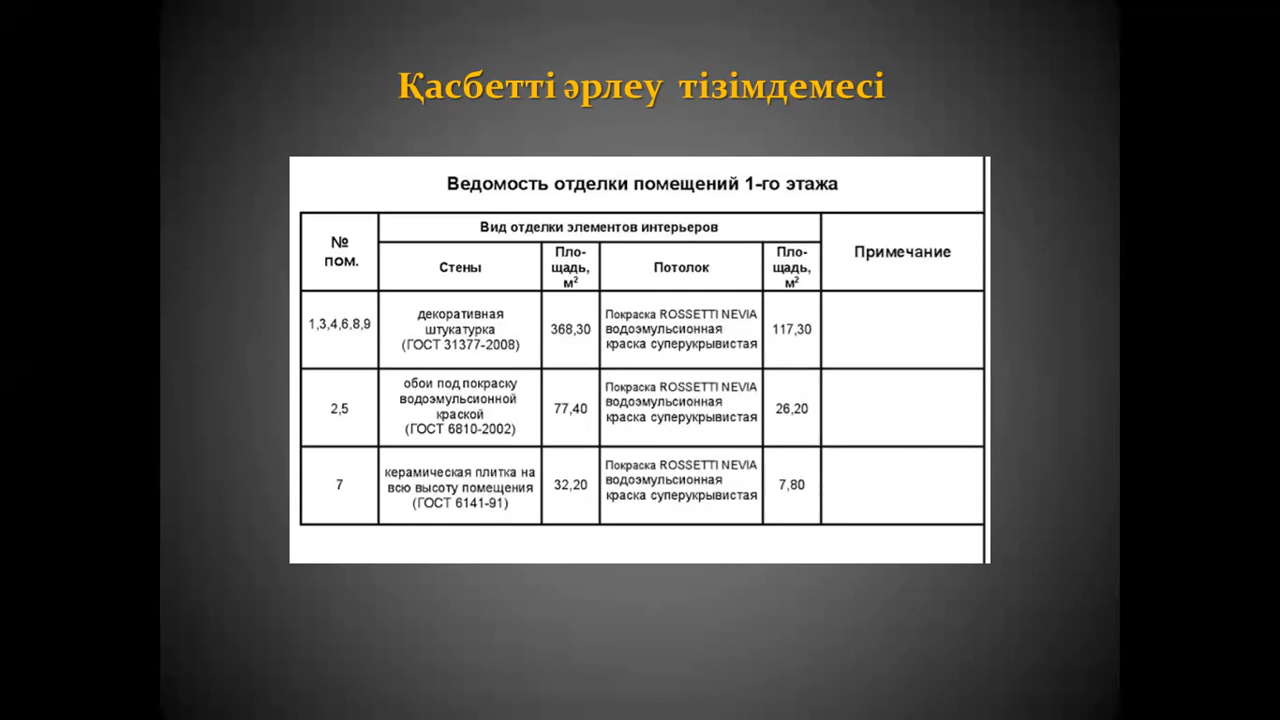 Қасбетті әрлеу тізімдемесі
Ведомость отделки помещений 1-го этажа
№
пом.
Вид отделки элементов интерьеров
Примечание
Стены
Пло-
щадь,
м²
Потолок
Пло-
щадь,
м²
1,3,4,6,8,9
декоративная
штукатурка
(ГОСТ 31377-2008)
368,30
Покраска ROSSETTI NEVIA
водоэмульсионная
краска суперукрывистая
117,30
2,5
обои под покраску
водоэмульсионной
краской
(ГОСТ 6810-2002)
77,40
Покраска ROSSETTI NEVIA
водоэмульсионная
краска суперукрывистая
26,20
7
керамическая плитка на
всю высоту помещения
(ГОСТ 6141-91)
32,20
Покраска ROSSETTI NEVIA
водоэмульсионная
краска суперукрывистая
7,80